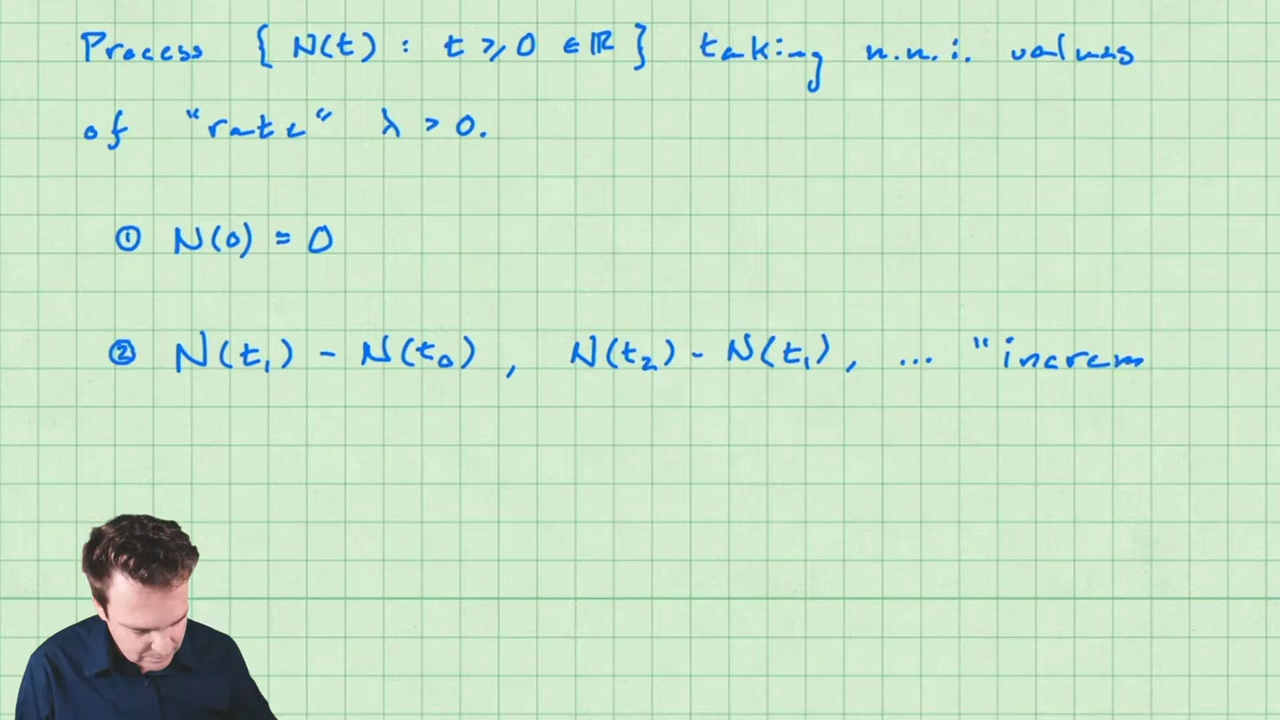 Process { N(t) : t ⩾ 0 ∈ ℝ } taking n.n.i. values
of "rate" λ > 0.
① N(0) = 0
② N(t₁) - N(t₀) , N(t₂) - N(t₁), ... "increm